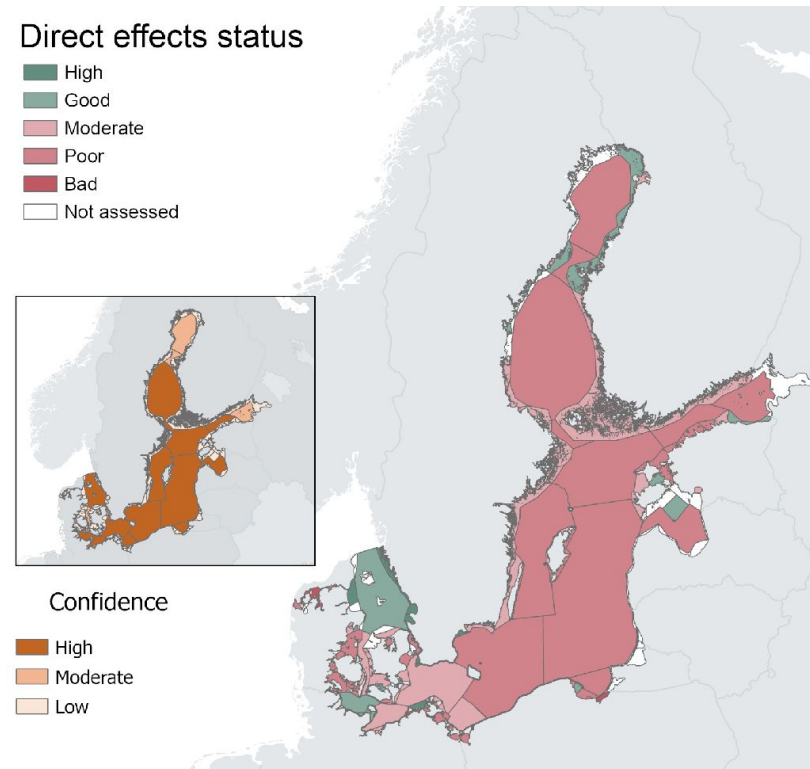 Direct effects status
High
Good
Moderate
Poor
Bad
Not assessed
Confidence
High
Moderate
Low